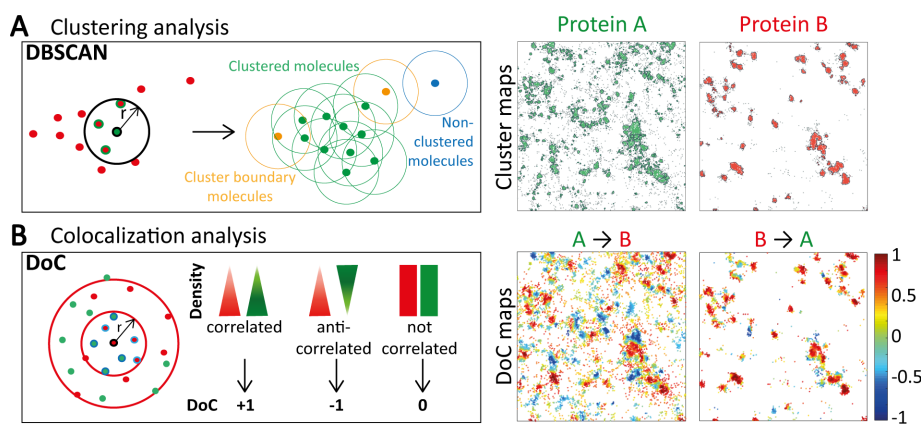 A Clustering analysis
DBSCAN
r
Clustered molecules
Non-
clustered
molecules
Cluster boundary
molecules
Protein A
Protein B
Cluster maps
B Colocalization analysis
DoC
r
Density
correlated
anti-
correlated
not
correlated
DoC +1 -1 0
A → B
B → A
DoC maps
1
0.5
0
-0.5
-1